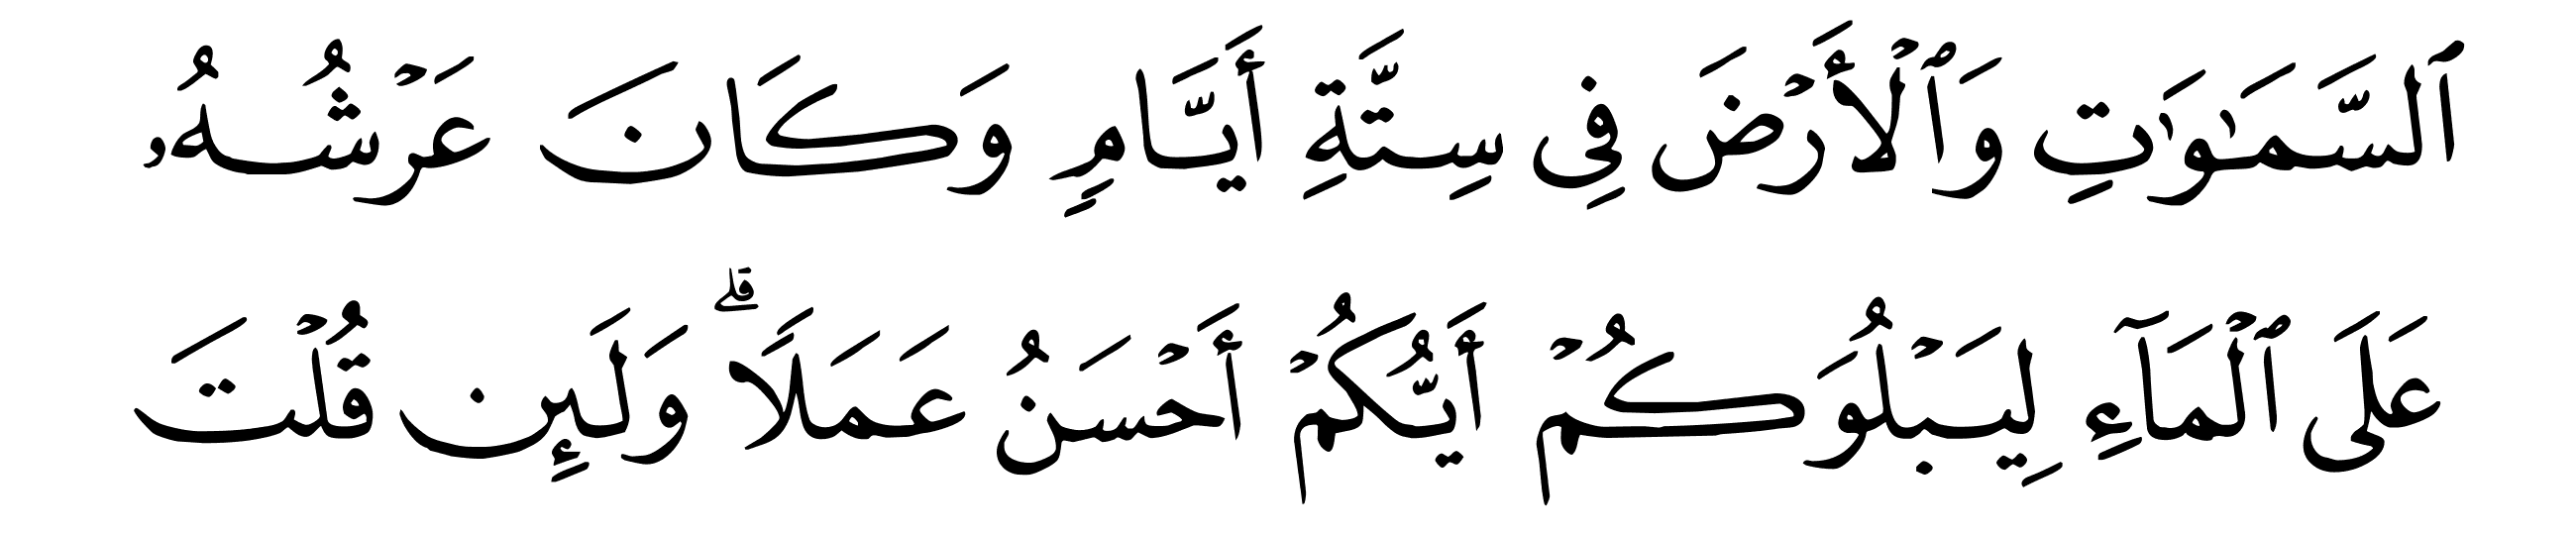 ٱلسَّمَٰوَٰتِ وَٱلْأَرْضَ فِى سِتَّةِ أَيَّامٍ وَكَانَ عَرْشُهُۥ
عَلَى ٱلْمَآءِ لِيَبْلُوَكُمْ أَيُّكُمْ أَحْسَنُ عَمَلًا ۗ وَلَئِن قُلْتَ